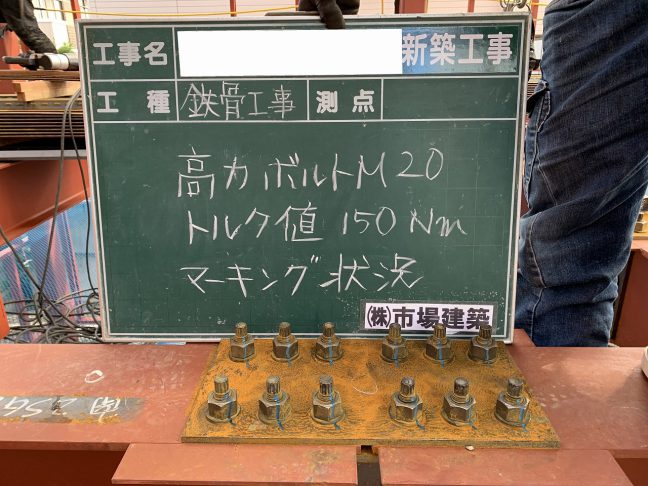 工事名 新築工事
工種 鉄骨工事 測点
高力ボルトM20
トルク値 150Nm
マーキング状況
㈱市場建築